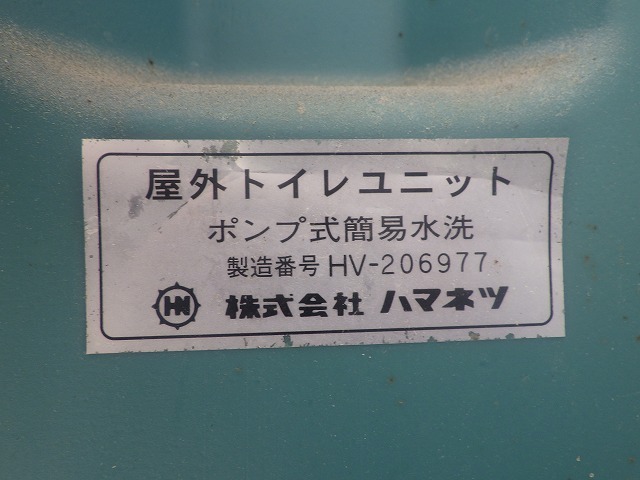 屋外トイレユニット
ポンプ式簡易水洗
製造番号 HV-206977
HN 株式会社 ハマネツ